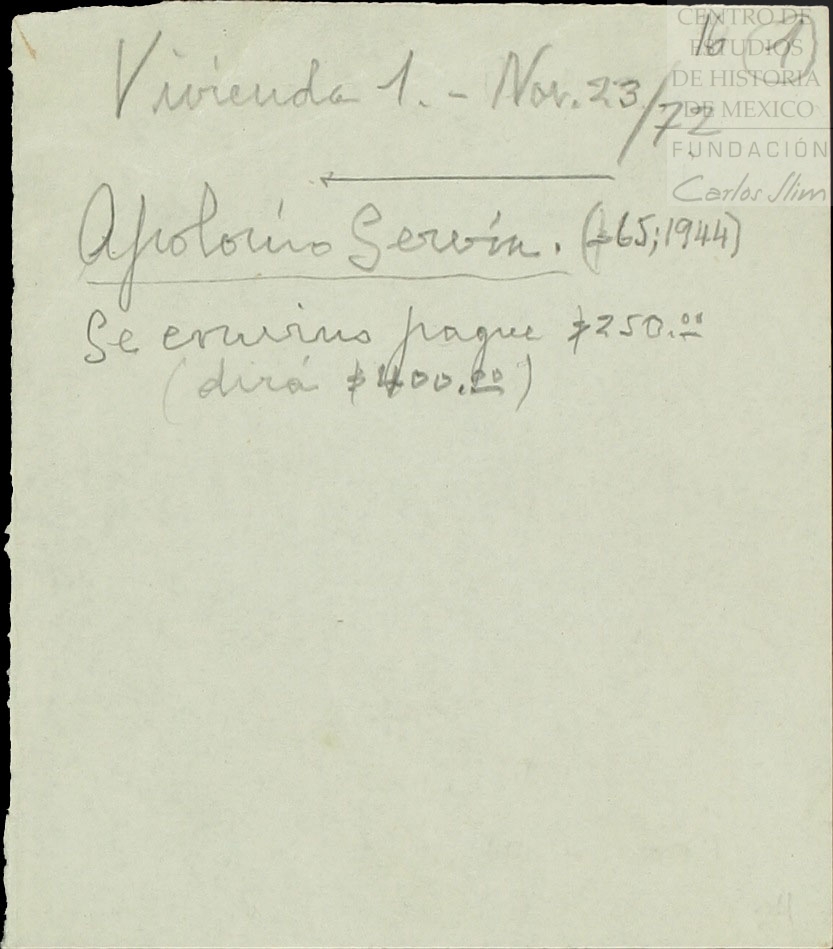 CENTRO DE
ESTUDIOS
DE HISTORIA
DE MEXICO
FUNDACIÓN
Carlos Slim
16 (1)
Vivienda 1. - Nov. 23/72
Servín. ($65; 1944)
Se convino pague $250.00
(dirá $400.00)